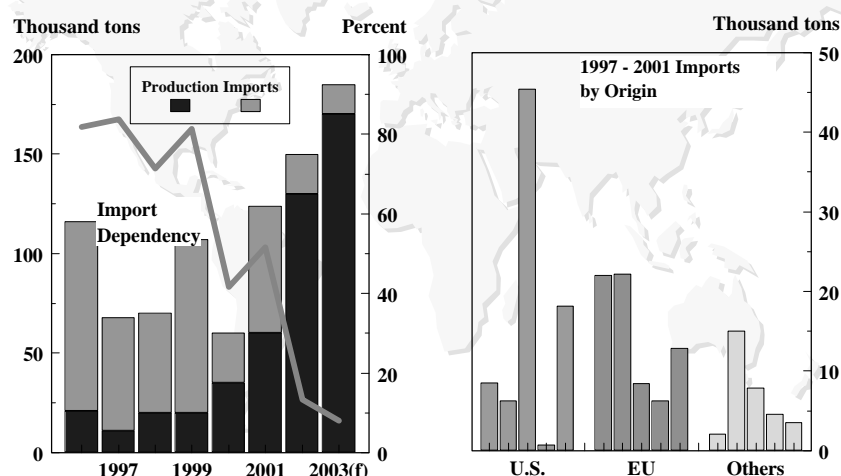 Thousand tons
Percent
200
150
100
50
0
100
80
60
40
20
0
Production Imports
Import
Dependency
1997
1999
2001
2003(f)
Thousand tons
1997 - 2001 Imports
by Origin
50
40
30
20
10
0
U.S.
EU
Others